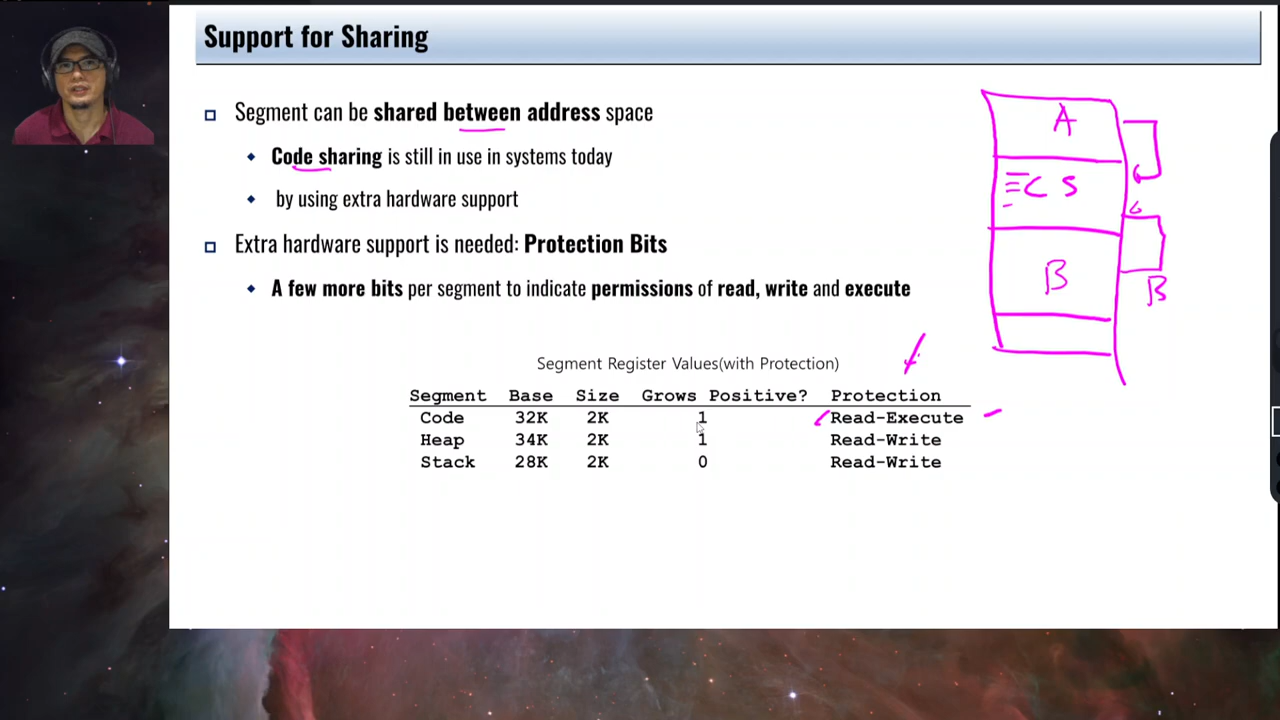 Support for Sharing
Segment can be shared between address space
Code sharing is still in use in systems today
by using extra hardware support
Extra hardware support is needed: Protection Bits
A few more bits per segment to indicate permissions of read, write and execute
Segment Register Values(with Protection)
Segment Base Size Grows Positive? Protection
Code 32K 2K 1 Read-Execute
Heap 34K 2K 1 Read-Write
Stack 28K 2K 0 Read-Write
A
CS
B
B